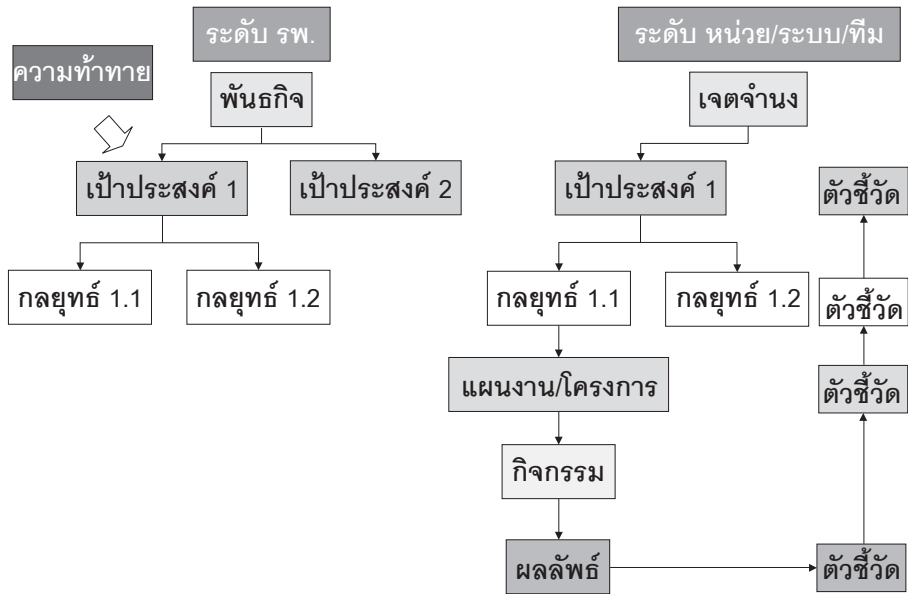 ระดับ รพ.
ระดับ หน่วย/ระบบ/ทีม
ความท้าทาย
พันธกิจ
เจตจำนง
เป้าประสงค์ 1
เป้าประสงค์ 2
เป้าประสงค์ 1
ตัวชี้วัด
กลยุทธ์ 1.1
กลยุทธ์ 1.2
กลยุทธ์ 1.1
กลยุทธ์ 1.2
ตัวชี้วัด
แผนงาน/โครงการ
ตัวชี้วัด
กิจกรรม
ผลลัพธ์
ตัวชี้วัด